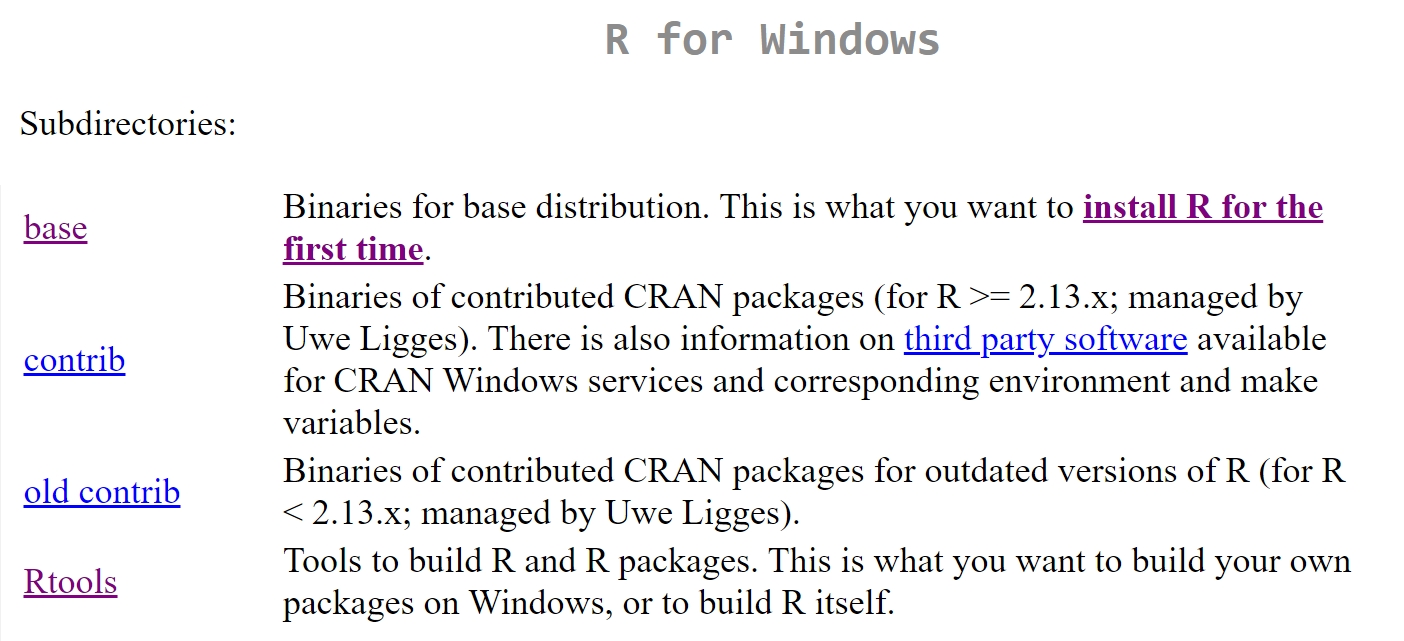 R for Windows
Subdirectories:
base
Binaries for base distribution. This is what you want to install R for the
first time.
contrib
Binaries of contributed CRAN packages (for R >= 2.13.x; managed by
Uwe Ligges). There is also information on third party software available
for CRAN Windows services and corresponding environment and make
variables.
old contrib
Binaries of contributed CRAN packages for outdated versions of R (for R
< 2.13.x; managed by Uwe Ligges).
Rtools
Tools to build R and R packages. This is what you want to build your own
packages on Windows, or to build R itself.